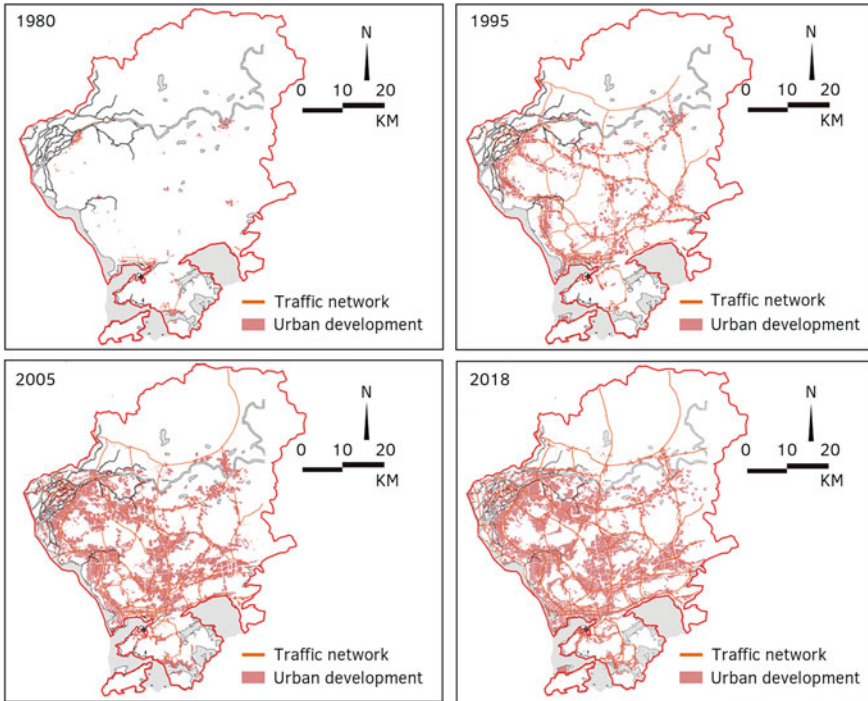 1980
N
0 10 20
KM
Traffic network
Urban development
1995
N
0 10 20
KM
Traffic network
Urban development
2005
N
0 10 20
KM
Traffic network
Urban development
2018
N
0 10 20
KM
Traffic network
Urban development